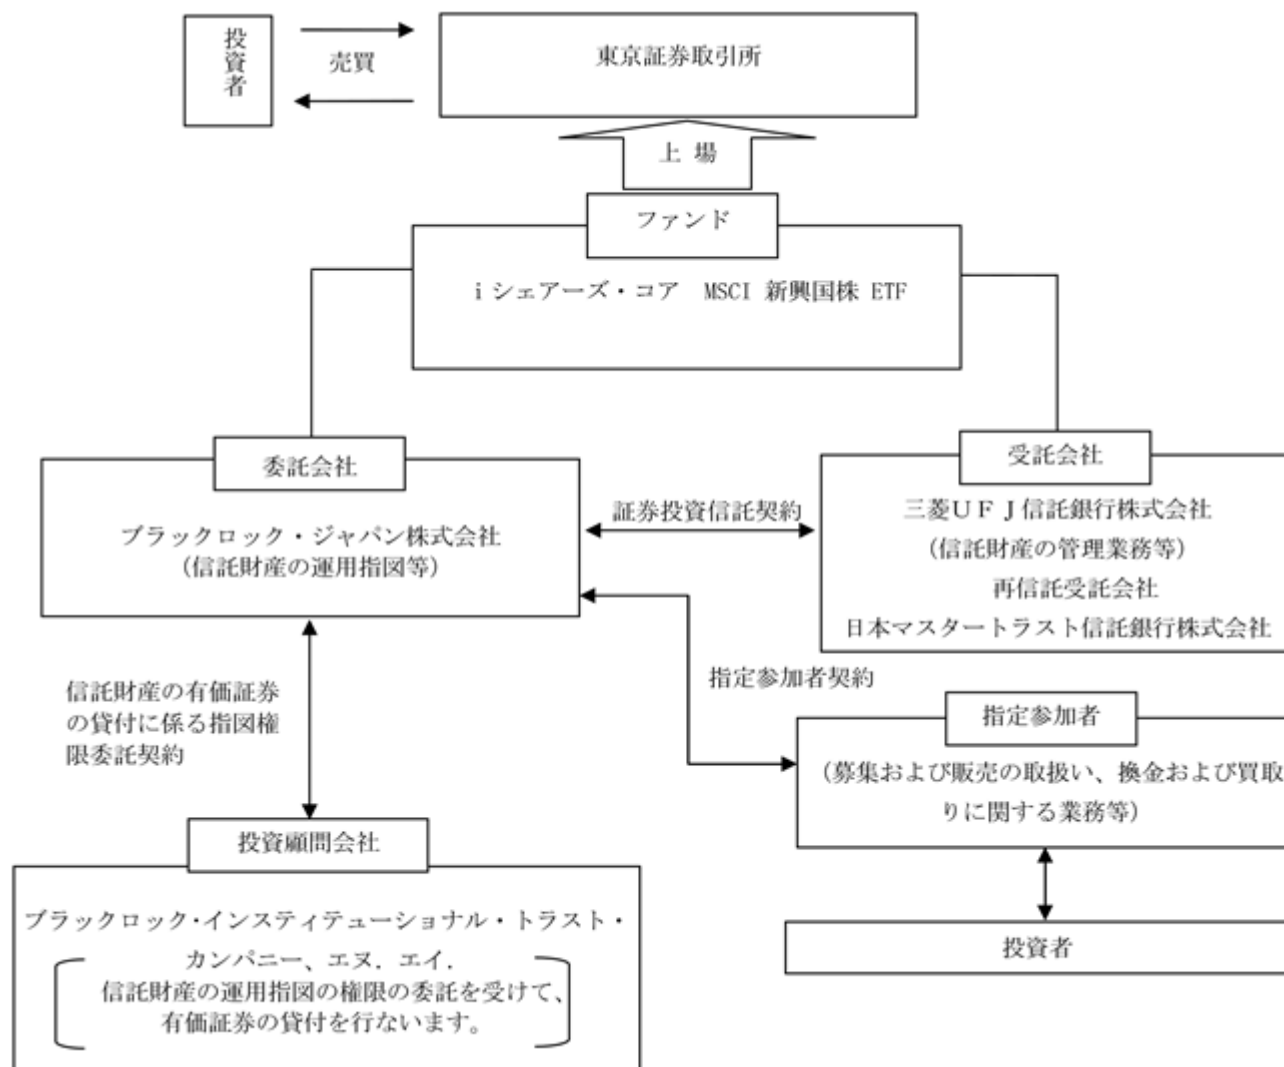 投資者
売買
東京証券取引所
上 場
ファンド
iシェアーズ・コア　MSCI 新興国株 ETF
委託会社
ブラックロック・ジャパン株式会社
(信託財産の運用指図等)
証券投資信託契約
受託会社
三菱UFJ信託銀行株式会社
(信託財産の管理業務等)
再信託受託会社
日本マスタートラスト信託銀行株式会社
信託財産の有価証券
の貸付に係る指図権
限委託契約
指定参加者契約
指定参加者
(募集および販売の取扱い、換金および買取
りに関する業務等)
投資者
投資顧問会社
ブラックロック・インスティテューショナル・トラスト・
カンパニー、エヌ．エイ．
信託財産の運用指図の権限の委託を受けて、
有価証券の貸付を行ないます。